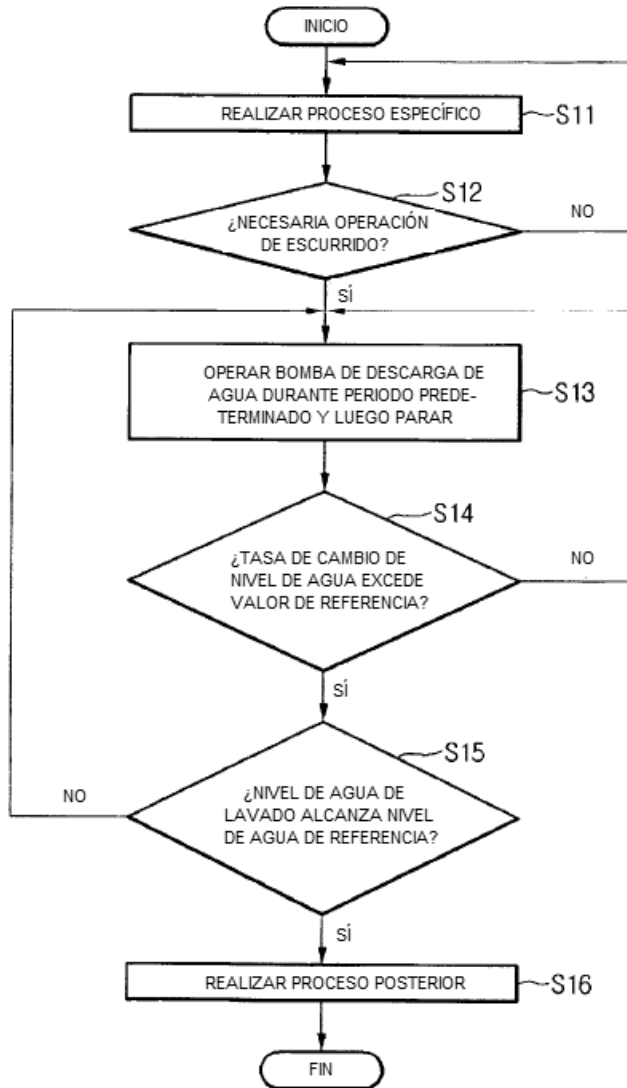 INICIO
REALIZAR PROCESO ESPECÍFICO
S11
S12
¿NECESARIA OPERACIÓN
DE ESCURRIDO?
NO
SÍ
OPERAR BOMBA DE DESCARGA DE
AGUA DURANTE PERIODO PREDE-
TERMINADO Y LUEGO PARAR
S13
S14
¿TASA DE CAMBIO DE
NIVEL DE AGUA EXCEDE
VALOR DE REFERENCIA?
NO
SÍ
S15
¿NIVEL DE AGUA DE
LAVADO ALCANZA NIVEL
DE AGUA DE REFERENCIA?
NO
SÍ
REALIZAR PROCESO POSTERIOR
S16
FIN